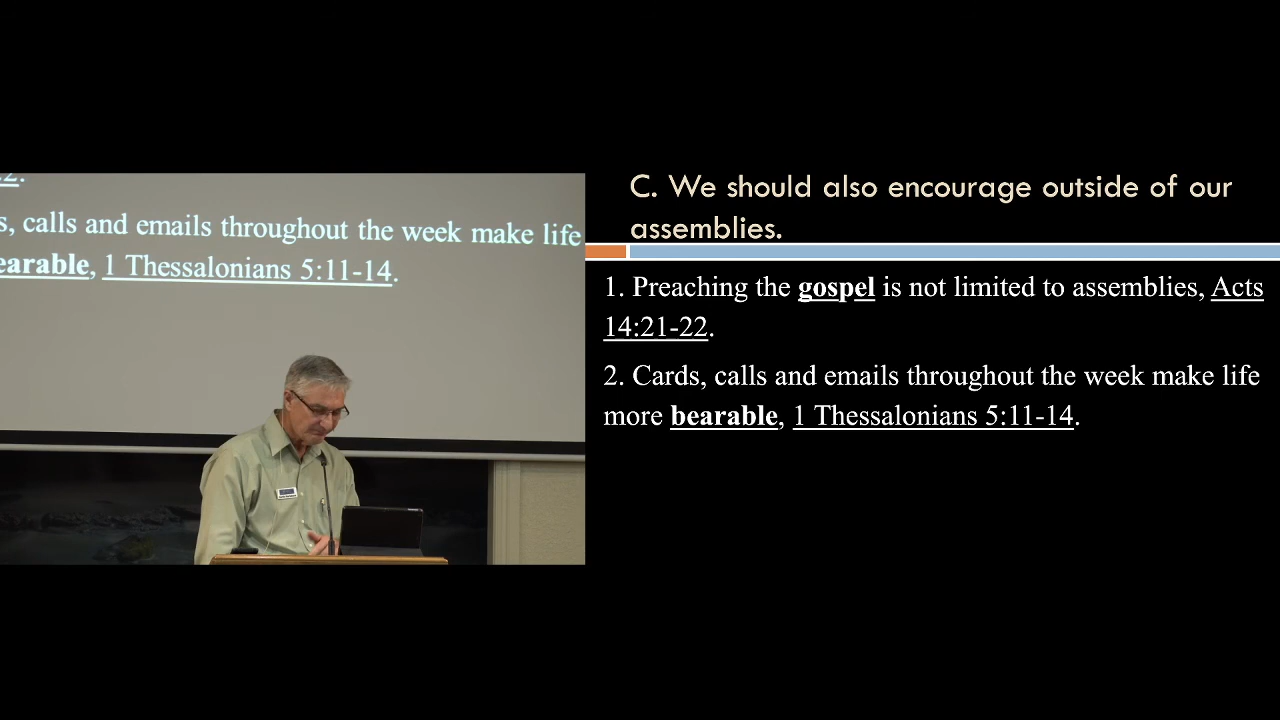 2.
s, calls and emails throughout the week make life
earable, 1 Thessalonians 5:11-14.
C. We should also encourage outside of our
assemblies.
1. Preaching the gospel is not limited to assemblies, Acts
14:21-22.
2. Cards, calls and emails throughout the week make life
more bearable, 1 Thessalonians 5:11-14.